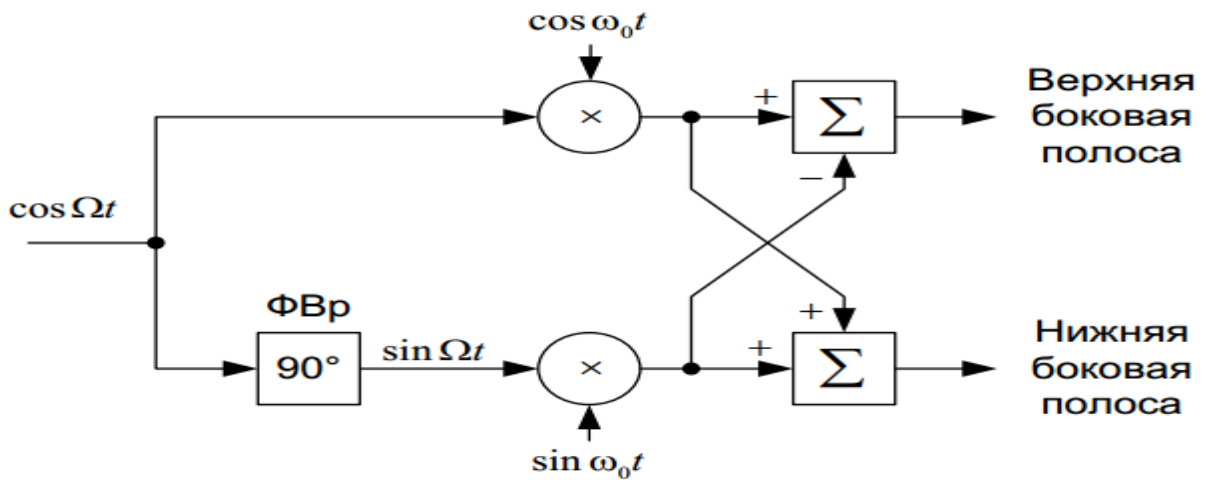 cos ω₀t
×
+
Σ
−
Верхняя
боковая
полоса
cos Ωt
ФВр
90°
sin Ωt
×
+
+
Σ
Нижняя
боковая
полоса
sin ω₀t